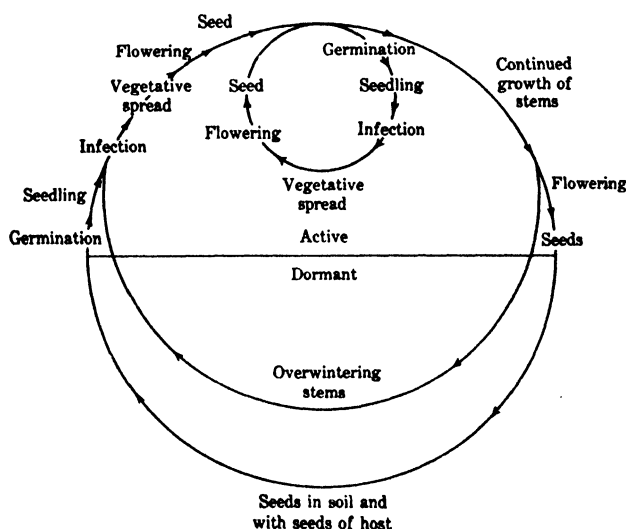 Seed
Flowering
Vegetative
spread
Infection
Seedling
Germination
Germination
Seedling
Infection
Vegetative
spread
Flowering
Seed
Continued
growth of
stems
Flowering
Seeds
Active
Dormant
Overwintering
stems
Seeds in soil and
with seeds of host